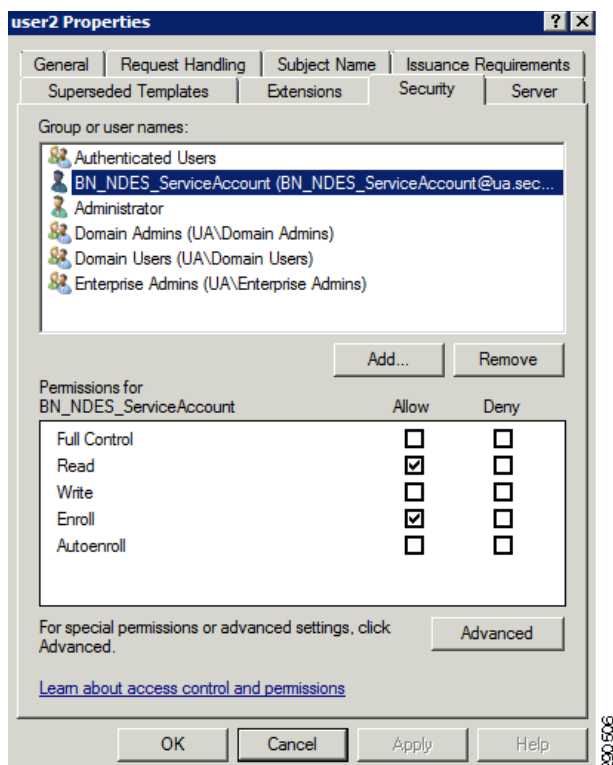 user2 Properties
General Request Handling Subject Name Issuance Requirements
Superseded Templates Extensions Security Server
Group or user names:
Authenticated Users
BN_NDES_ServiceAccount (BN_NDES_ServiceAccount@ua.sec...
Administrator
Domain Admins (UA\Domain Admins)
Domain Users (UA\Domain Users)
Enterprise Admins (UA\Enterprise Admins)
Add... Remove
Permissions for
BN_NDES_ServiceAccount Allow Deny
Full Control
Read
Write
Enroll
Autoenroll
For special permissions or advanced settings, click
Advanced. Advanced
Learn about access control and permissions
OK Cancel Apply Help
290506